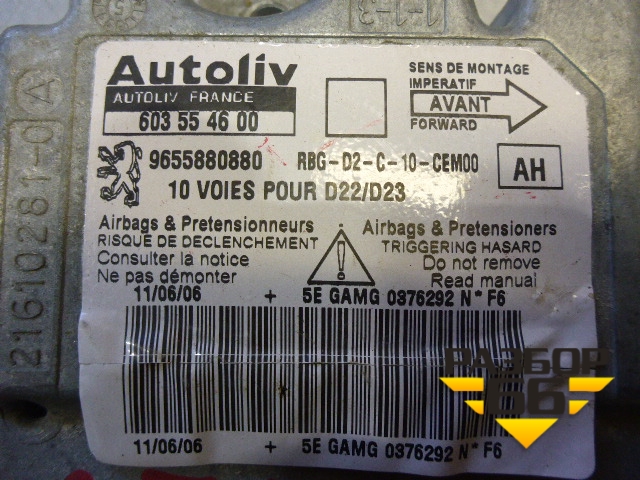 1-1-3
Autoliv
AUTOLIV FRANCE
603 55 46 00
SENS DE MONTAGE
IMPERATIF
AVANT
FORWARD
9655880880 RBG-D2-C-10-CEM00
AH
10 VOIES POUR D22/D23
Airbags & Pretensionneurs
RISQUE DE DECLENCHEMENT
Consulter la notice
Ne pas démonter
Airbags & Pretensioners
TRIGGERING HASARD
Do not remove
Read manual
11/06/06 + 5E GAMG 0376292 N* F6
11/06/06 + 5E GAMG 0376292 N* F6
21610281-0 A
РАЗБОР
66